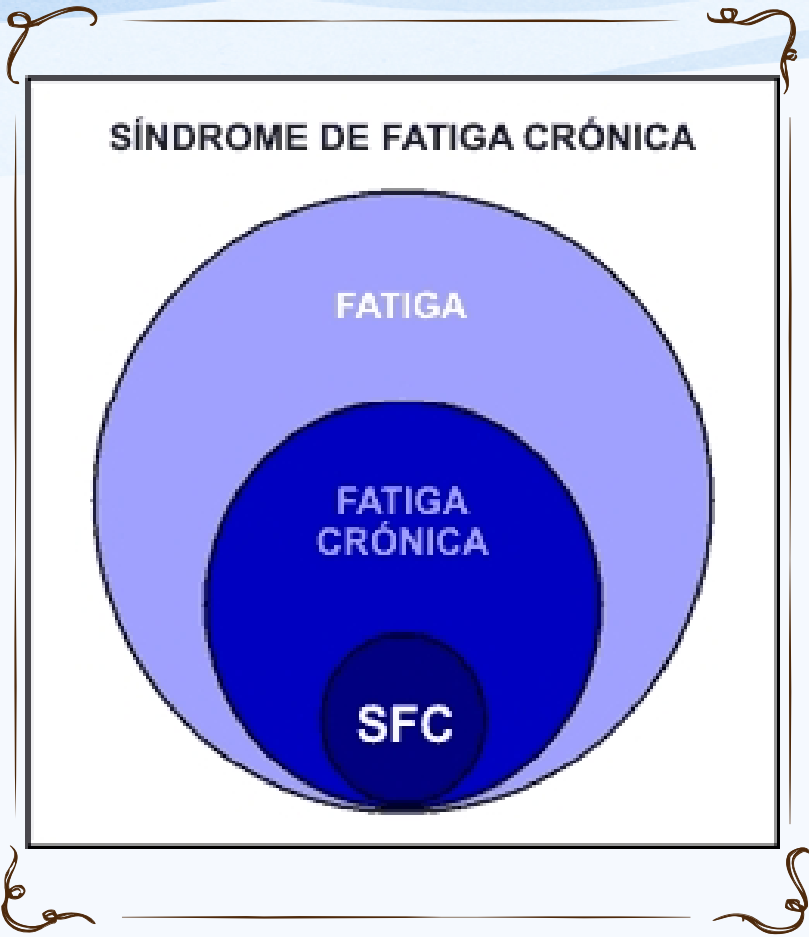 SÍNDROME DE FATIGA CRÓNICA
FATIGA
FATIGA
CRÓNICA
SFC